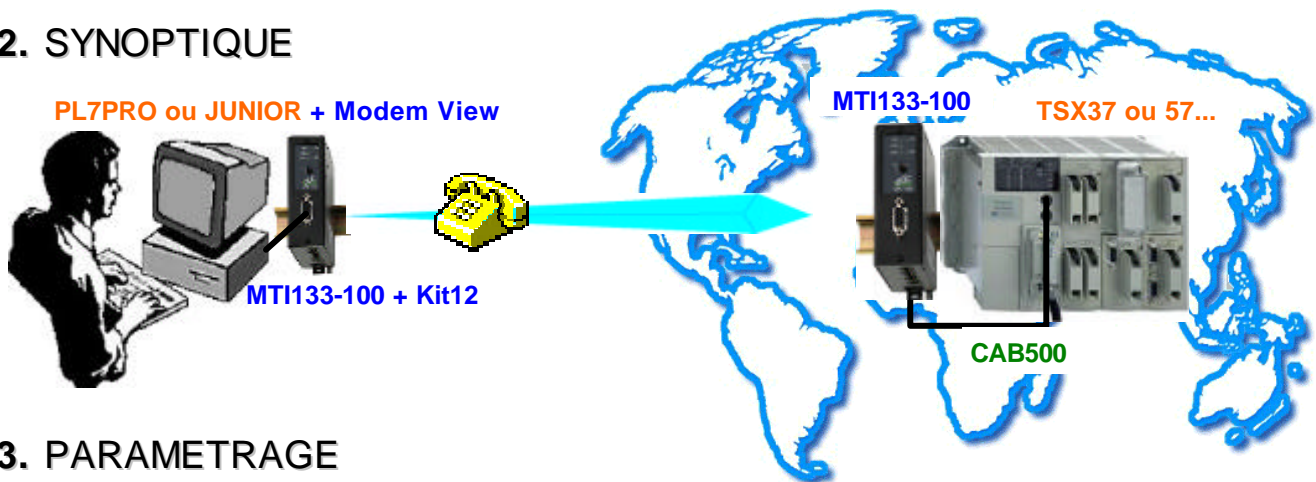 2. SYNOPTIQUE
PL7PRO ou JUNIOR + Modem View
MTI133-100
TSX37 ou 57...
MTI133-100 + Kit12
CAB500
3. PARAMETRAGE